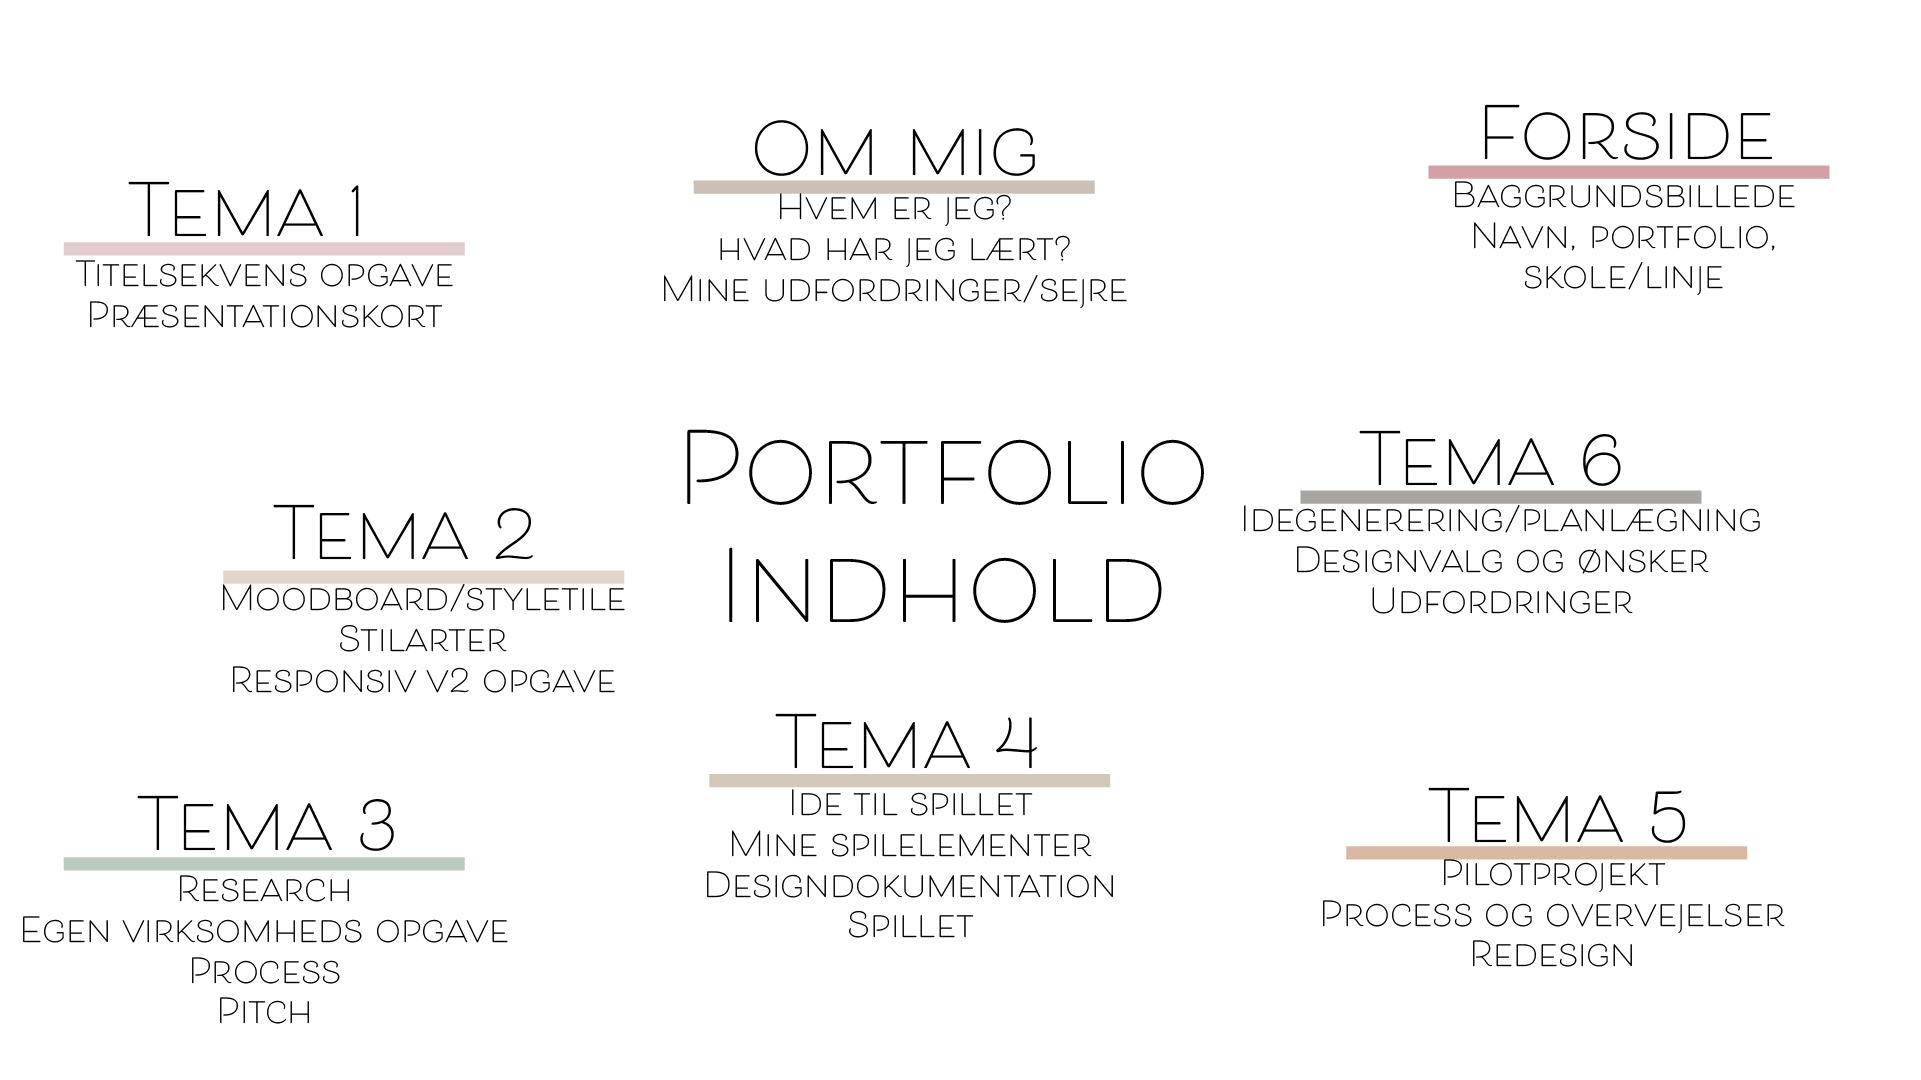 Portfolio
Indhold
Forside
Baggrundsbillede
Navn, portfolio,
skole/linje
Om mig
Hvem er jeg?
hvad har jeg lært?
Mine udfordringer/sejre
Tema 1
Titelsekvens opgave
Præsentationskort
Tema 2
Moodboard/styletile
Stilarter
Responsiv v2 opgave
Tema 3
Research
Egen virksomheds opgave
Process
Pitch
Tema 4
Ide til spillet
Mine spilelementer
Designdokumentation
Spillet
Tema 5
Pilotprojekt
Process og overvejelser
Redesign
Tema 6
Idegenerering/planlægning
Designvalg og ønsker
Udfordringer